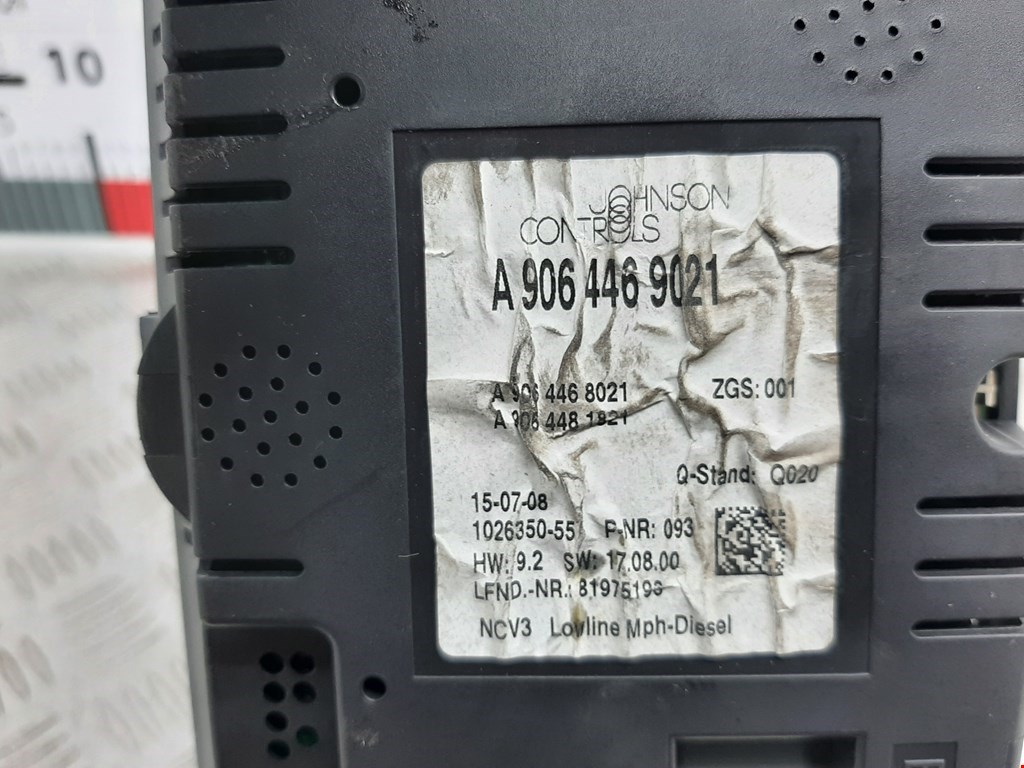 10
JOHNSON
CONTROLS
A 906 446 9021
A 906 446 8021
ZGS: 001
A 906 448 1821
Q-Stand: Q020
15-07-08
1026350-55 P-NR: 093
HW: 9.2 SW: 17.08.00
LFND.-NR.: 81975193
NCV3 Lowline Mph-Diesel